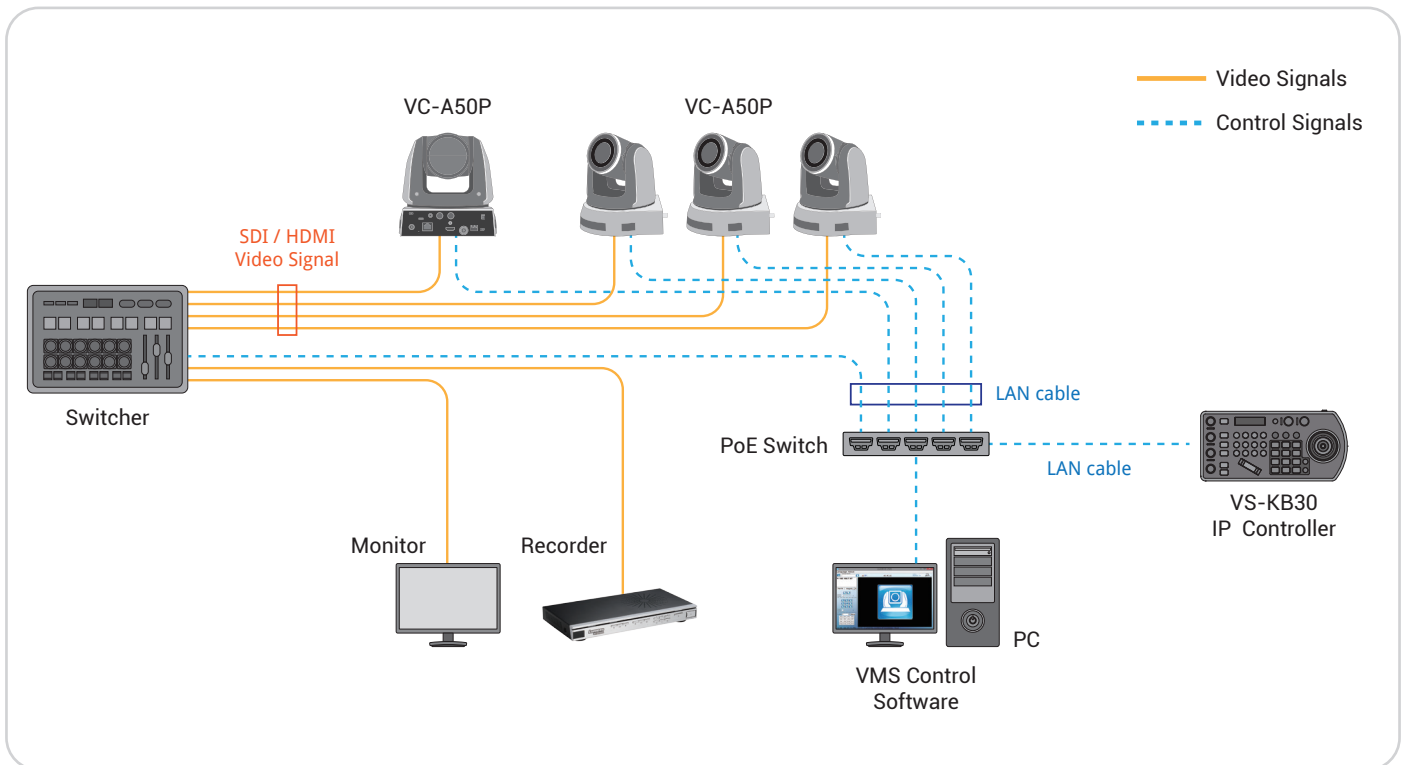 Video Signals
Control Signals
VC-A50P
VC-A50P
SDI / HDMI
Video Signal
Switcher
LAN cable
PoE Switch
LAN cable
VS-KB30
IP Controller
Monitor
Recorder
PC
VMS Control
Software